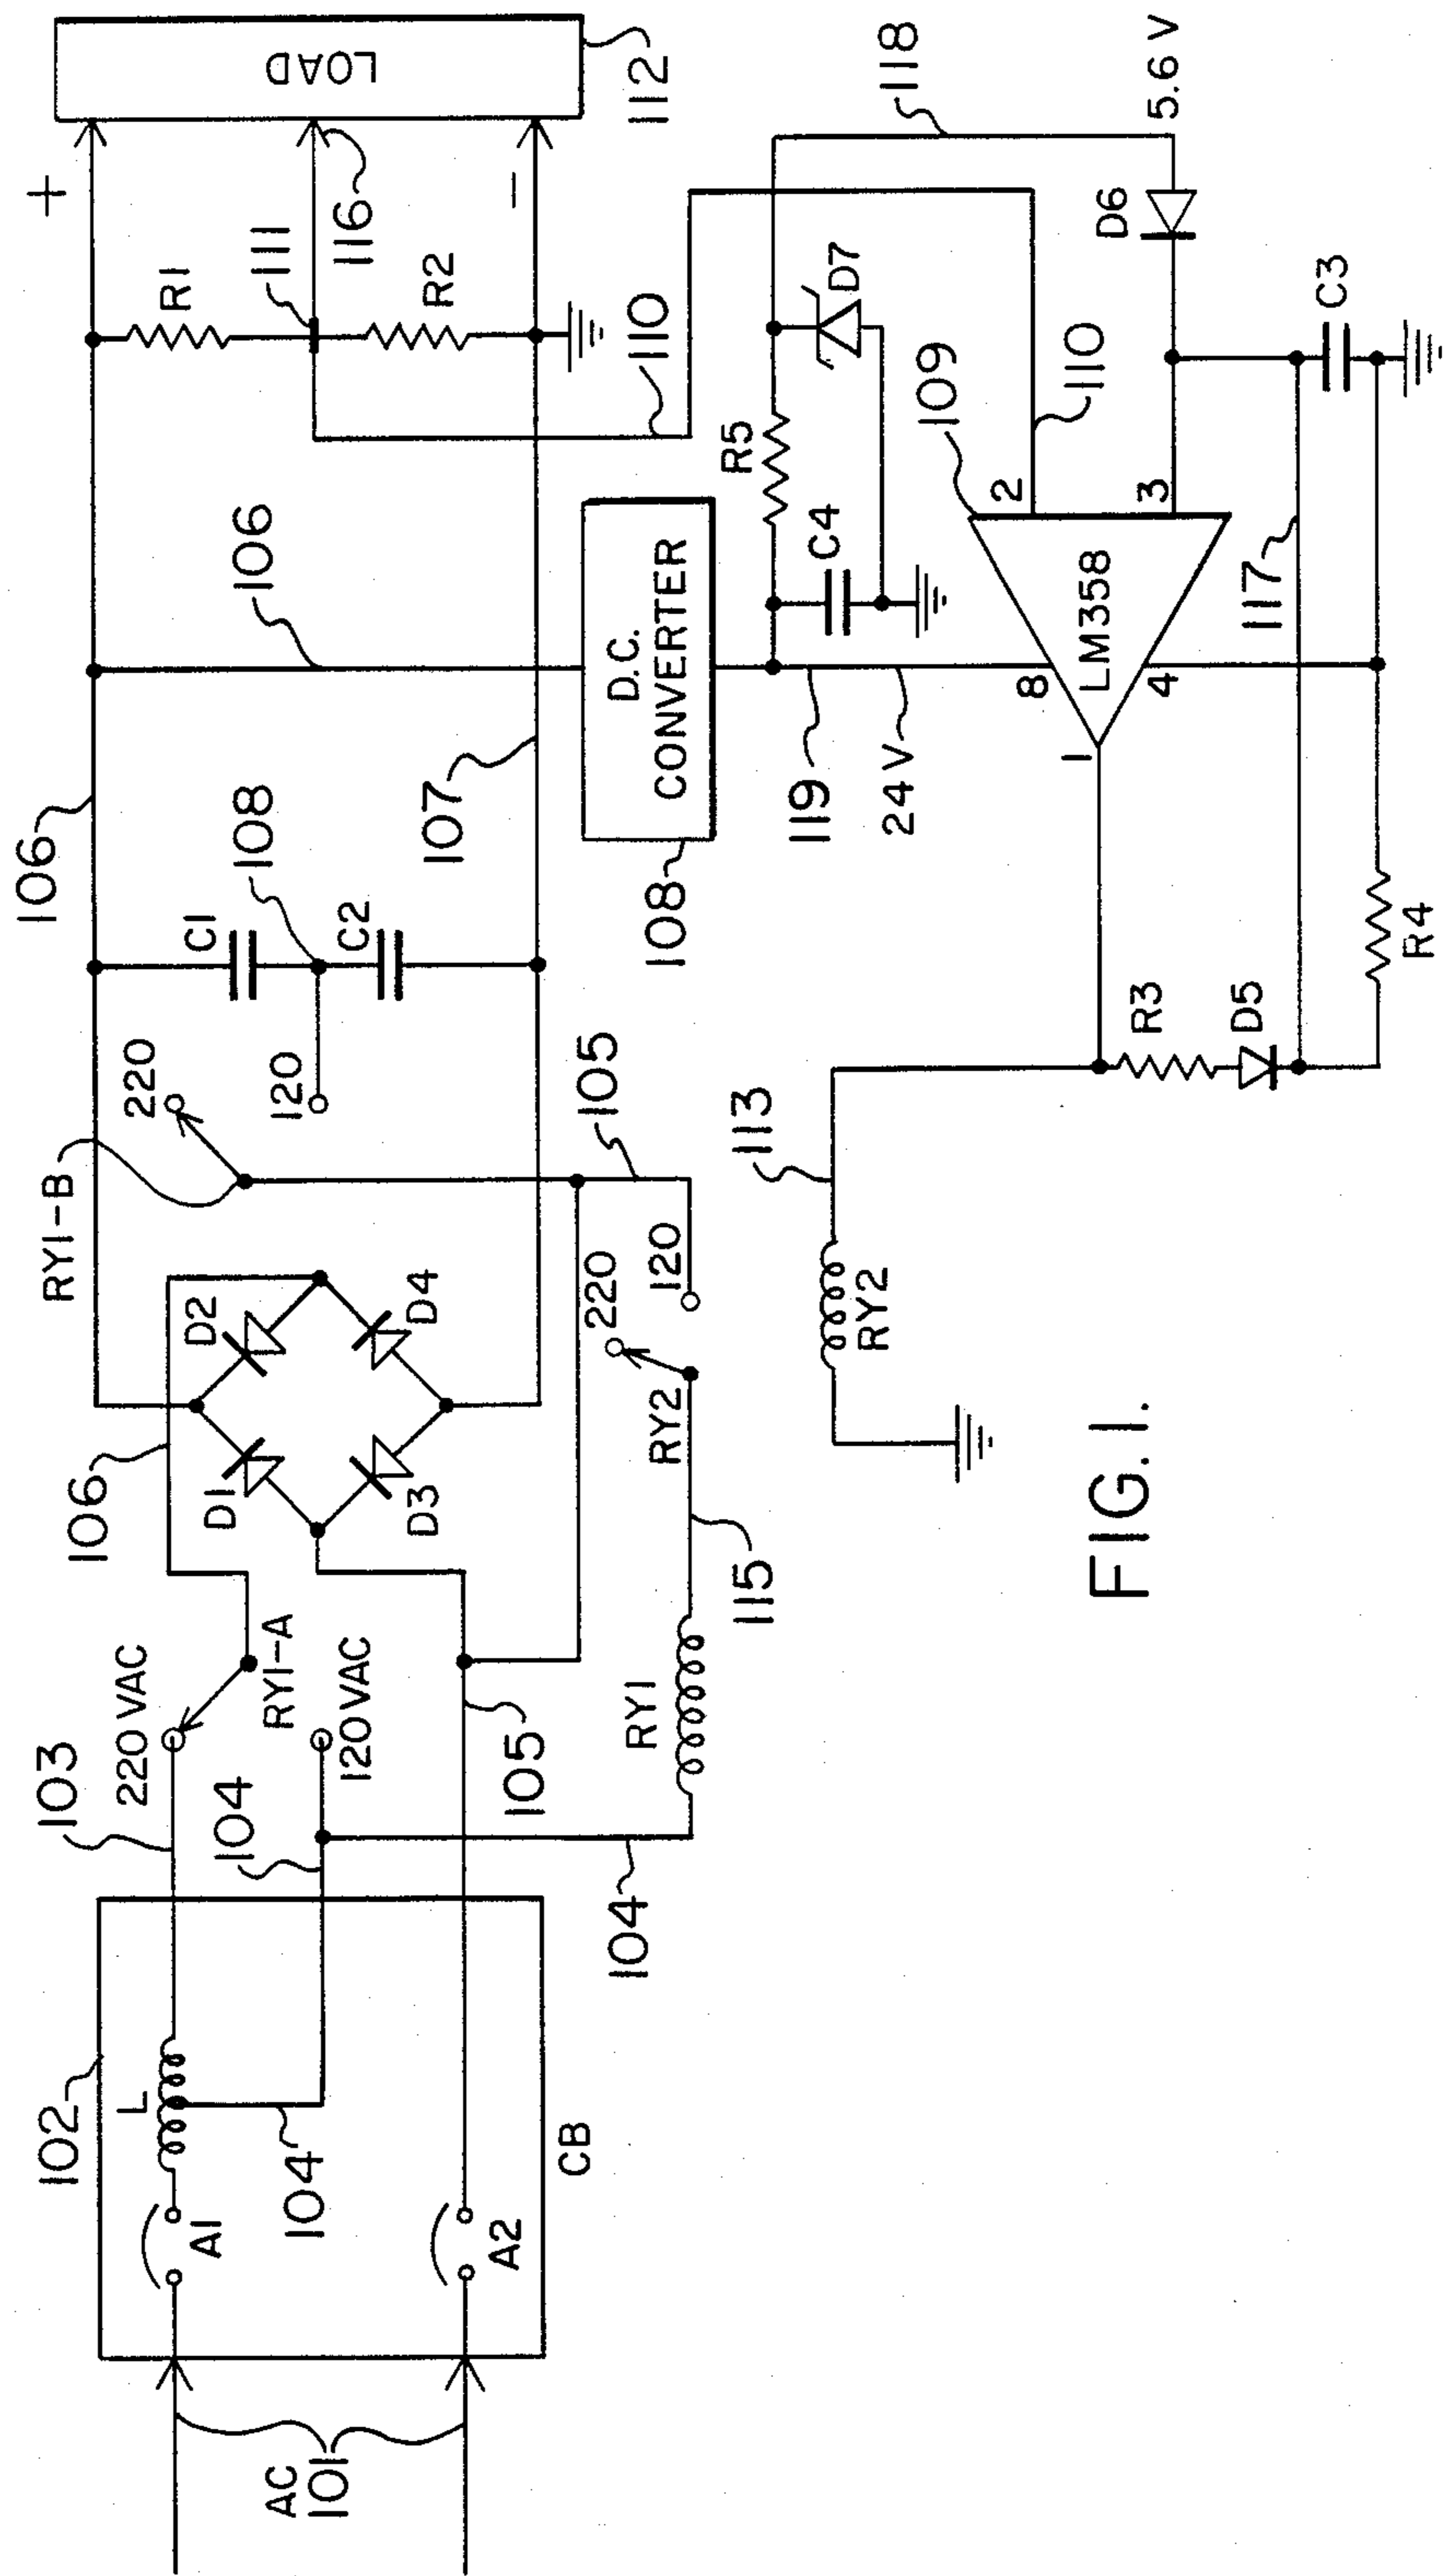 AC
101
102
L
A1
A2
CB
104
103
220 VAC
104
120 VAC
RY1-A
105
104
106
D1
D2
D3
D4
RY1-B
220
120
105
RY1
115
RY2
220
120
106
C1
108
C2
107
106
D.C.
CONVERTER
108
+
R1
111
R2
116
-
LOAD
112
110
R5
D7
C4
118
119
24 V
109
2
110
3
8
LM358
4
1
D6
5.6 V
C3
117
113
RY2
R3
D5
R4
FIG. 1.